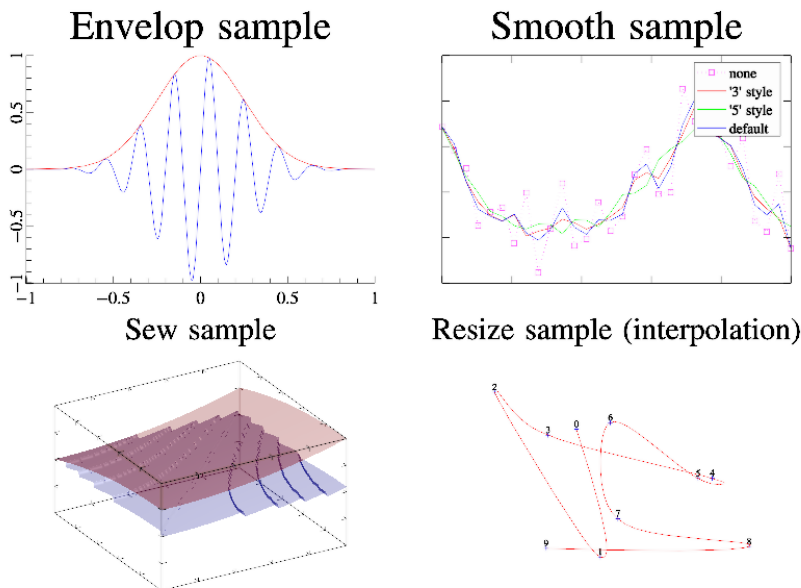 Envelop sample
1
0.5
0
−0.5
−1
−1
−0.5
0
0.5
1
Smooth sample
none
'3' style
'5' style
default
Sew sample
Resize sample (interpolation)
2
3
0
6
5
4
7
9
1
8